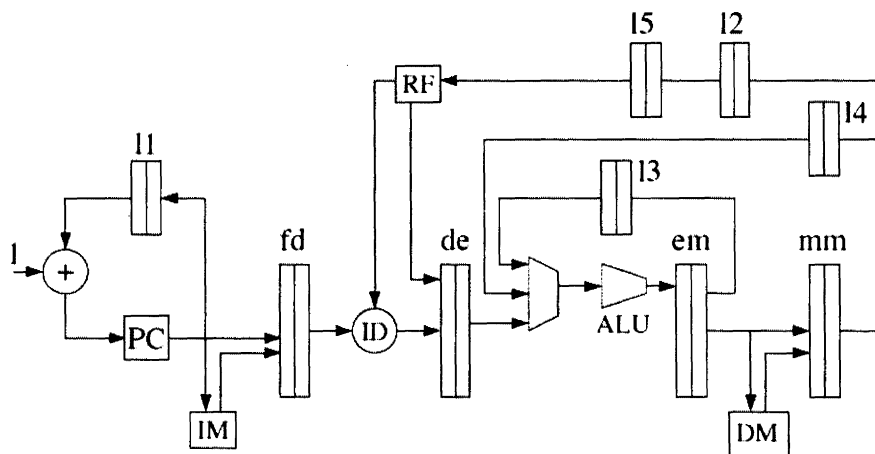 l5 l2
RF
l4
l1
l3
fd de em mm
1
+
ID
PC
ALU
IM
DM